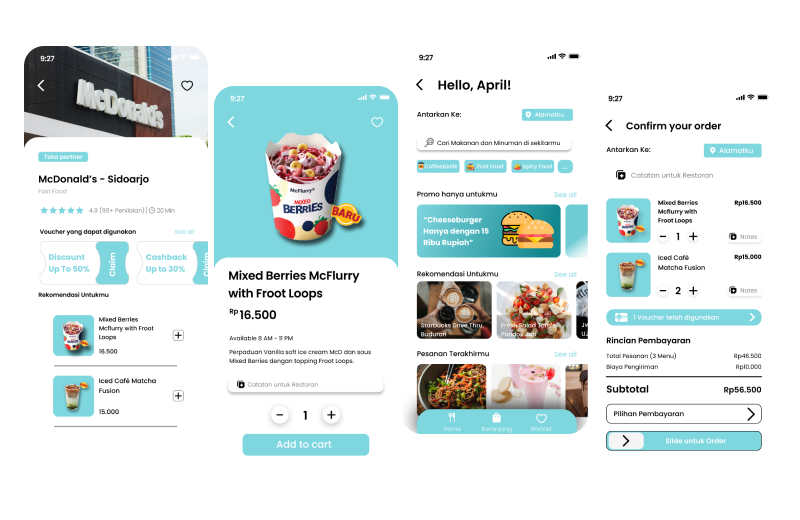 9:27
McDonald's
Toko partner
McDonald's - Sidoarjo
Fast Food
4.9 (99+ Penilaian)
20 Min
Voucher yang dapat digunakan
See all
Discount
Up To 50%
Claim
Cashback
Up to 30%
Claim
Rekomendasi Untukmu
Mixed Berries
Mcflurry with Froot
Loops
16.500
Iced Café Matcha
Fusion
15.000
9:27
McFlurry®
MIXED
BERRIES
BARU
Mixed Berries McFlurry
with Froot Loops
Rp16.500
Available 8 AM - 11 PM
Perpaduan Vanilla soft ice cream McD dan saus
Mixed Berries dengan topping Froot Loops.
Catatan untuk Restoran
1
Add to cart
9:27
Hello, April!
Antarkan Ke:
Alamatku
Cari Makanan dan Minuman di sekitarmu
Coffee&Milk
Fast Food
Spicy Food
...
Promo hanya untukmu
See all
“Cheeseburger
Hanya dengan 15
Ribu Rupiah”
Rekomendasi Untukmu
See all
Starbucks Drive Thru,
Buduran
Fresh Salad Tom's,
Pondok Jati
Pesanan Terakhirmu
See all
Home
Keranjang
Wishlist
9:27
Confirm your order
Antarkan Ke:
Alamatku
Catatan untuk Restoran
Mixed Berries
Mcflurry with
Froot Loops
Rp16.500
1
Notes
Iced Café
Matcha Fusion
Rp15.000
2
Notes
1 Voucher telah digunakan
Rincian Pembayaran
Total Pesanan (3 Menu)
Rp46.500
Biaya Pengiriman
Rp10.000
Subtotal
Rp56.500
Pilihan Pembayaran
Slide untuk Order